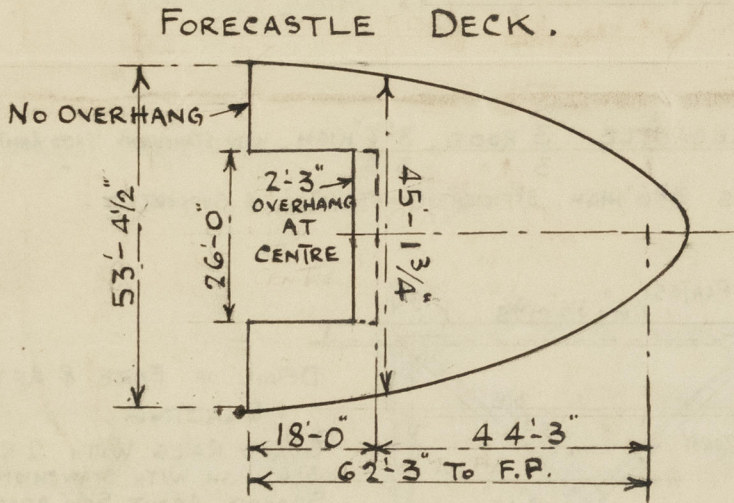 FORECASTLE DECK.
NO OVERHANG
53'-4½"
26'-0"
2'-3"
OVERHANG
AT
CENTRE
45'-1¾"
18'-0"
44'-3"
62'-3" TO F.P.